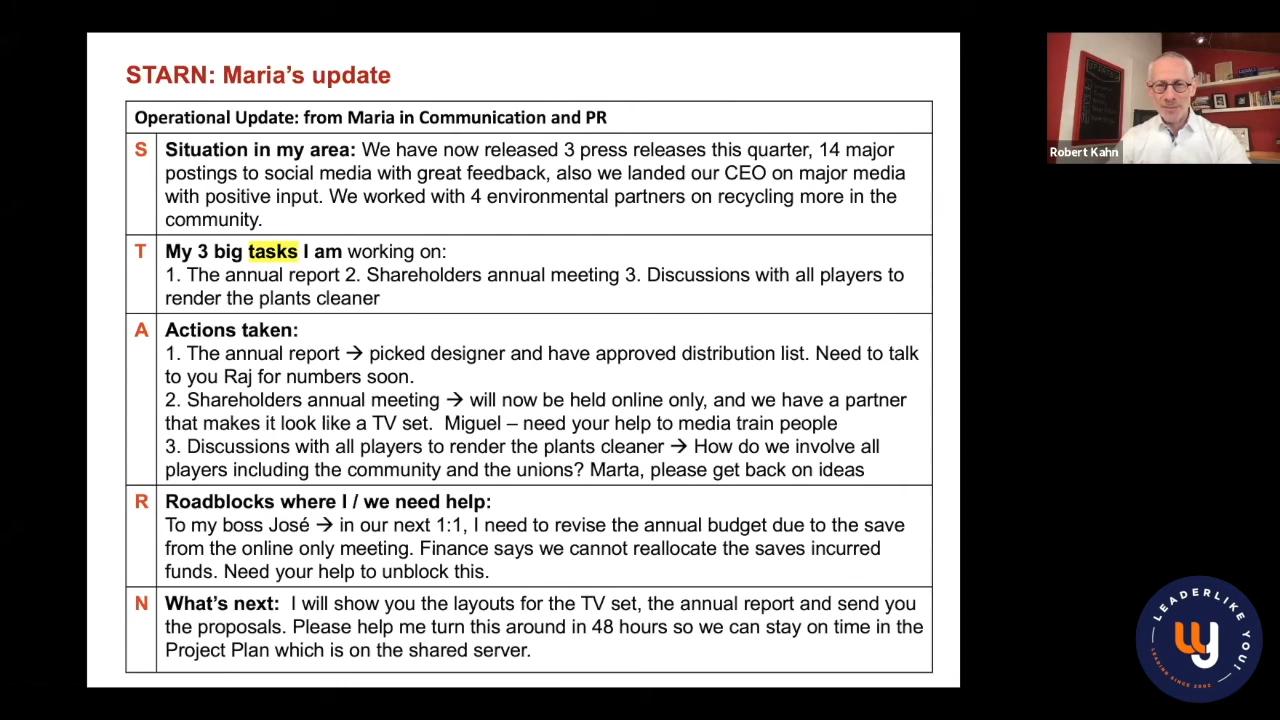 STARN: Maria's update
Operational Update: from Maria in Communication and PR
S Situation in my area: We have now released 3 press releases this quarter, 14 major
postings to social media with great feedback, also we landed our CEO on major media
with positive input. We worked with 4 environmental partners on recycling more in the
community.
T My 3 big tasks I am working on:
1. The annual report 2. Shareholders annual meeting 3. Discussions with all players to
render the plants cleaner
A Actions taken:
1. The annual report → picked designer and have approved distribution list. Need to talk
to you Raj for numbers soon.
2. Shareholders annual meeting → will now be held online only, and we have a partner
that makes it look like a TV set. Miguel – need your help to media train people
3. Discussions with all players to render the plants cleaner → How do we involve all
players including the community and the unions? Marta, please get back on ideas
R Roadblocks where I / we need help:
To my boss José → in our next 1:1, I need to revise the annual budget due to the save
from the online only meeting. Finance says we cannot reallocate the saves incurred
funds. Need your help to unblock this.
N What's next: I will show you the layouts for the TV set, the annual report and send you
the proposals. Please help me turn this around in 48 hours so we can stay on time in the
Project Plan which is on the shared server.
Robert Kahn
LEADERLIKE YOU!
LEADING SINCE 2002